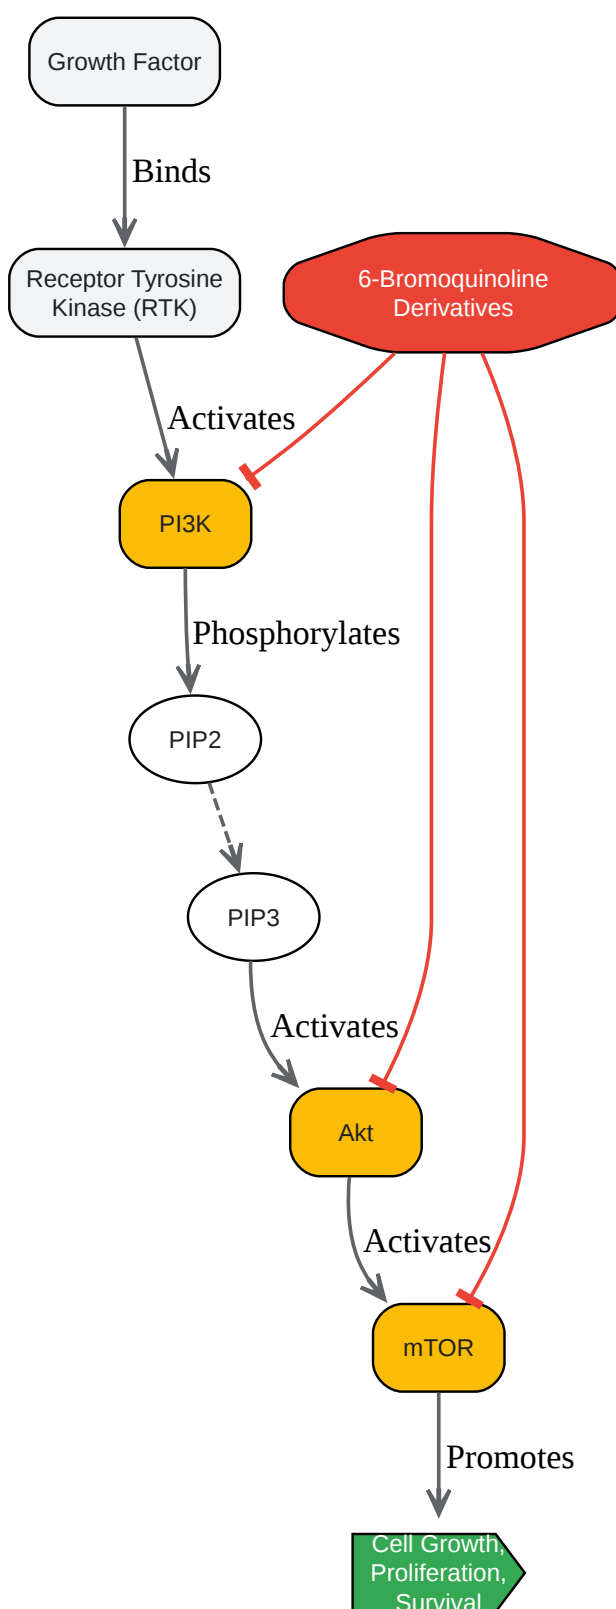 Growth Factor
Binds
Receptor Tyrosine
Kinase (RTK)
6-Bromoquinoline
Derivatives
Activates
PI3K
Phosphorylates
PIP2
PIP3
Activates
Akt
Activates
mTOR
Promotes
Cell Growth,
Proliferation,
Survival